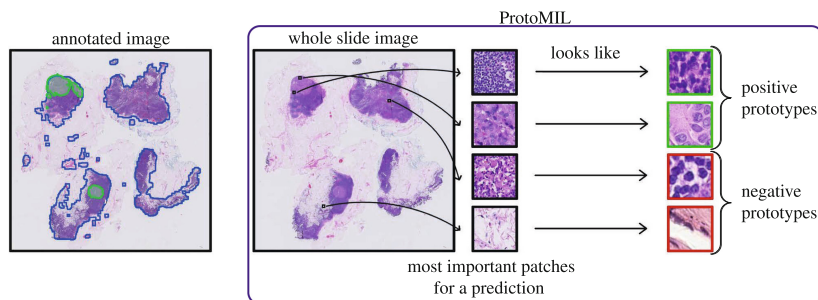 ProtoMIL
annotated image
whole slide image
looks like
positive
prototypes
negative
prototypes
most important patches
for a prediction